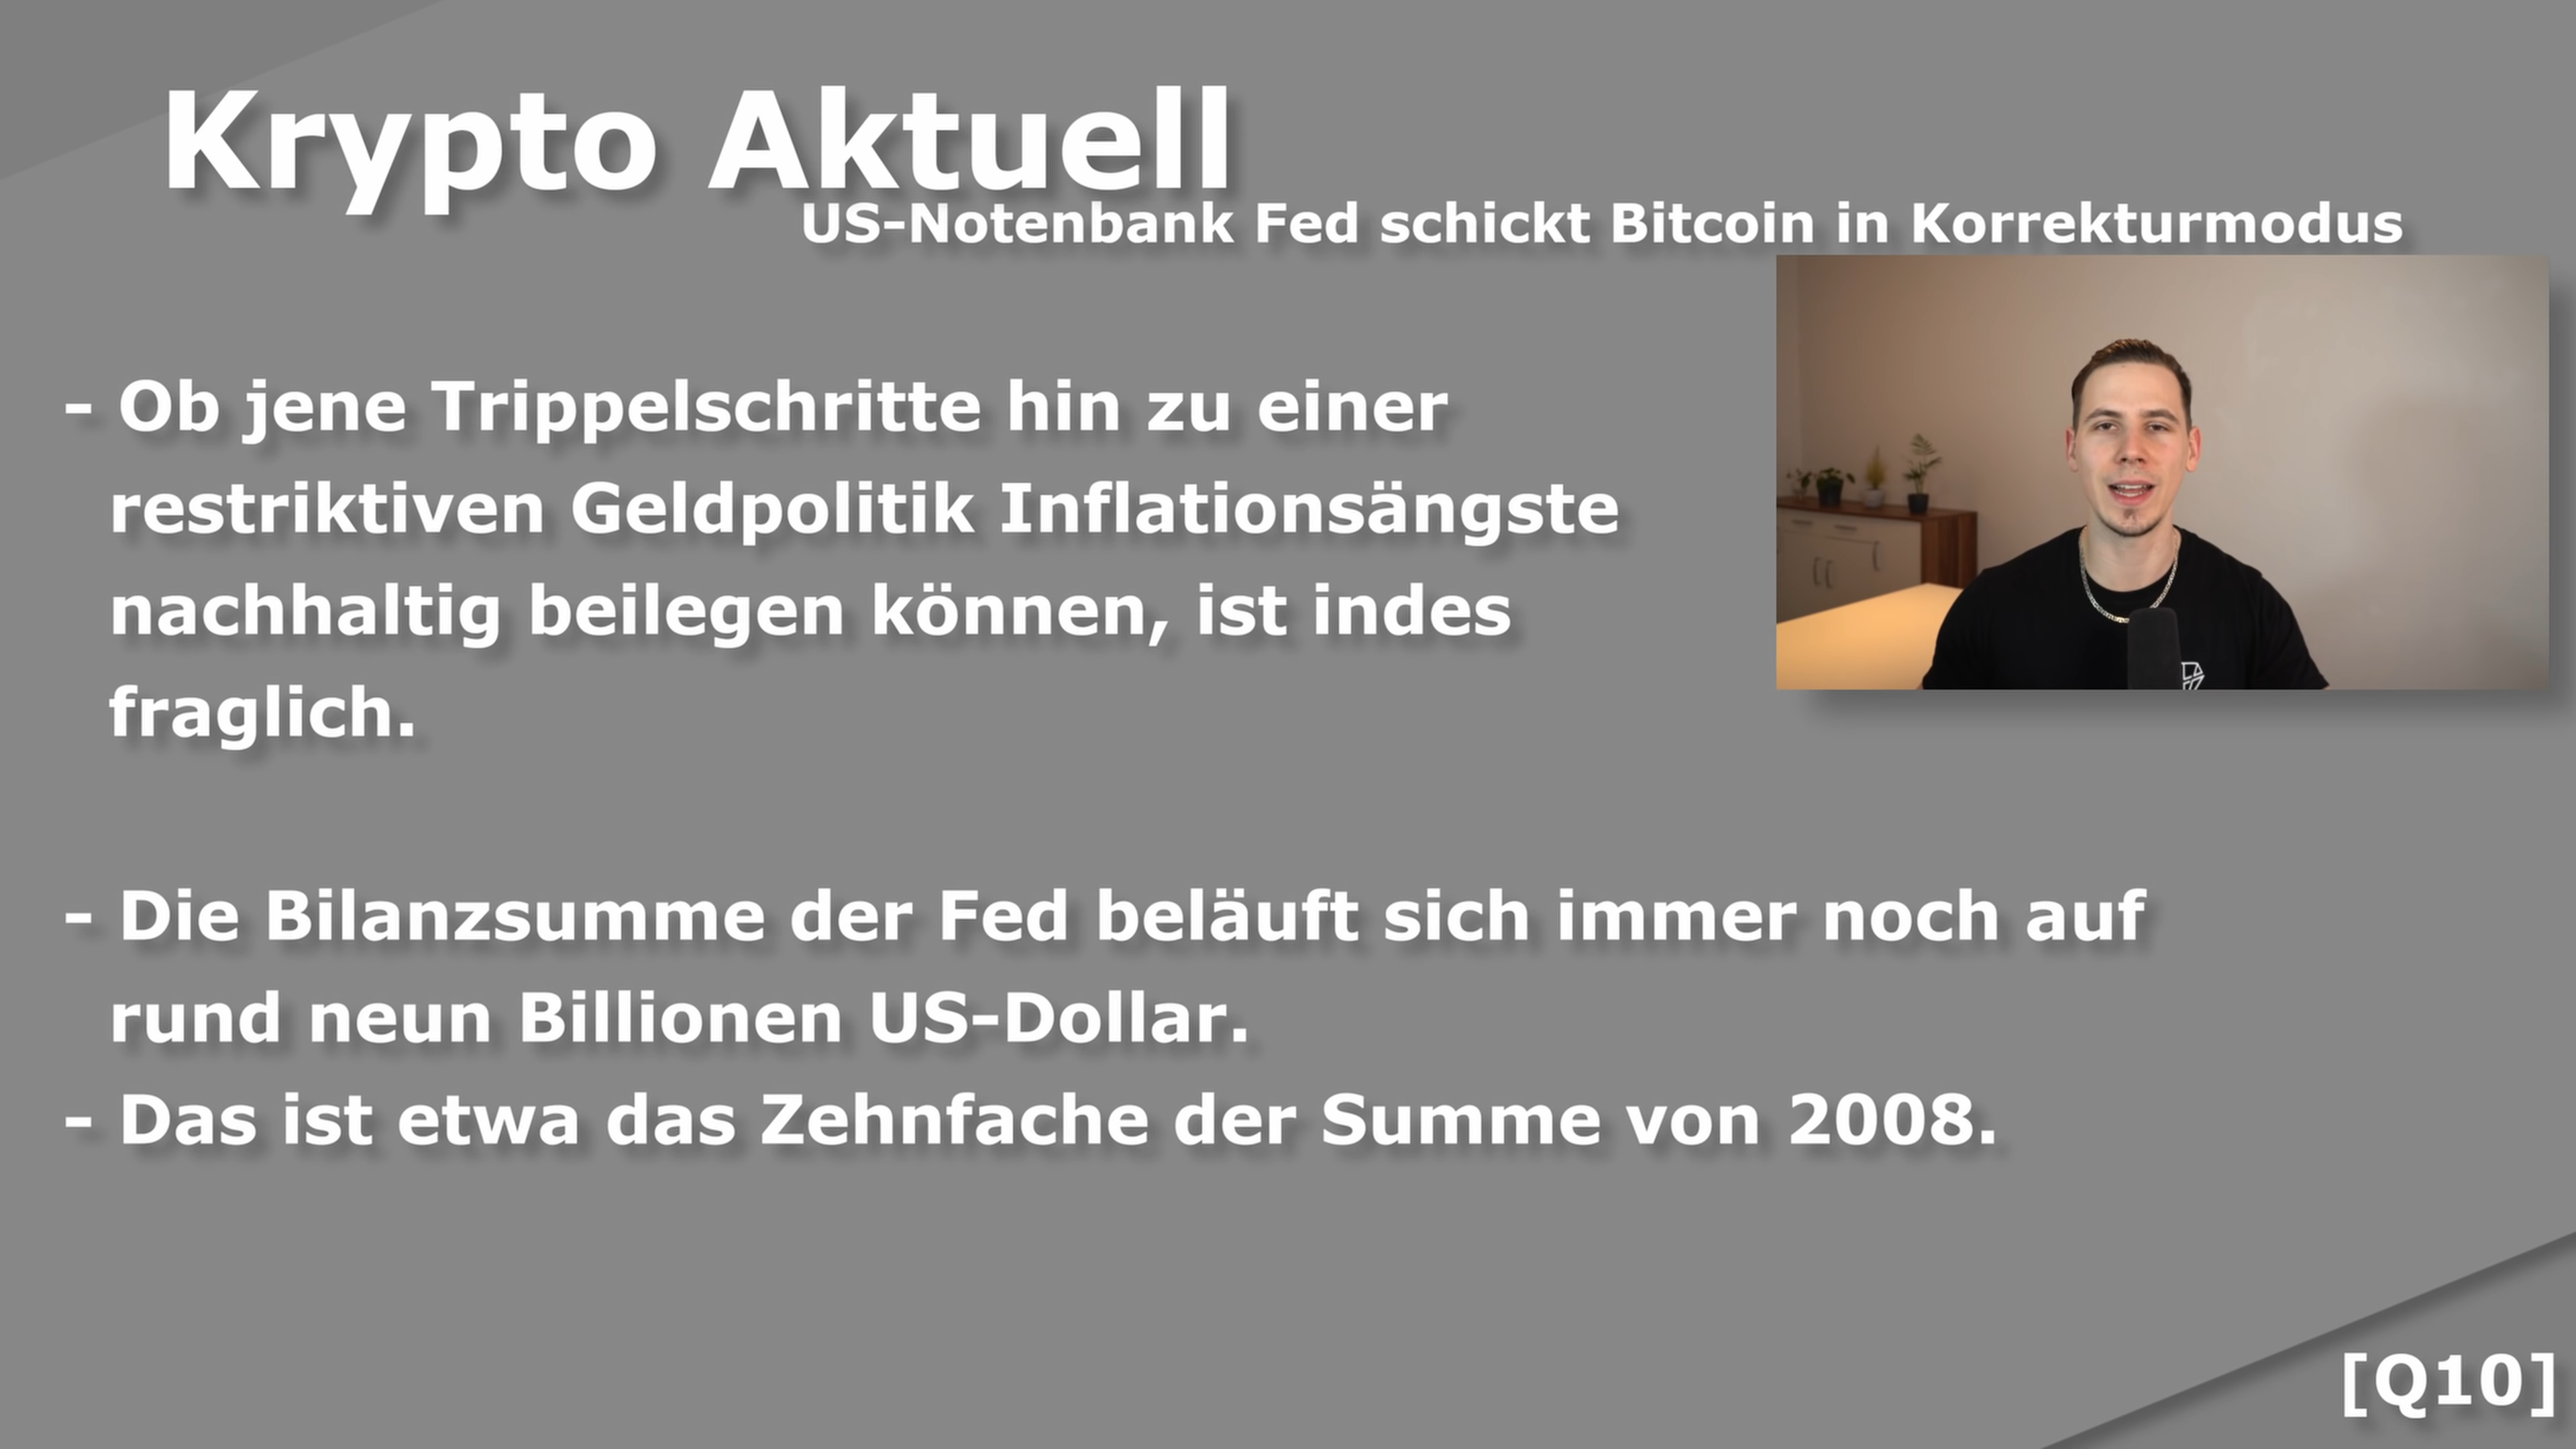 Krypto Aktuell
US-Notenbank Fed schickt Bitcoin in Korrekturmodus
- Ob jene Trippelschritte hin zu einer
restriktiven Geldpolitik Inflationsängste
nachhaltig beilegen können, ist indes
fraglich.
- Die Bilanzsumme der Fed beläuft sich immer noch auf
rund neun Billionen US-Dollar.
- Das ist etwa das Zehnfache der Summe von 2008.
[Q10]